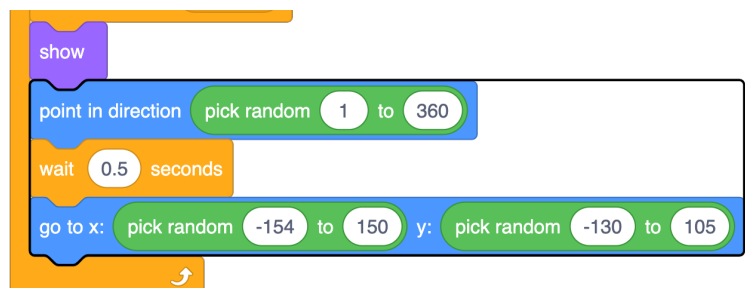 show
point in direction pick random 1 to 360
wait 0.5 seconds
go to x: pick random -154 to 150 y: pick random -130 to 105